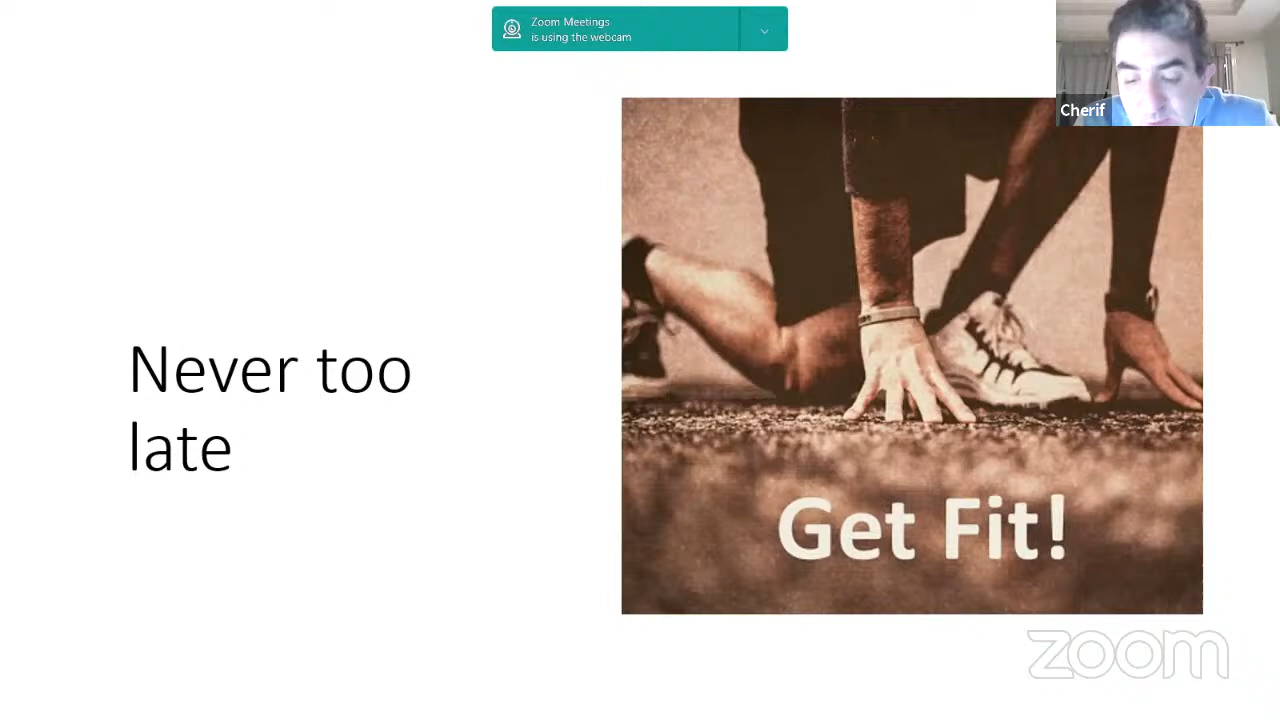 Zoom Meetings
is using the webcam
Cherif
Never too
late
Get Fit!
zoom